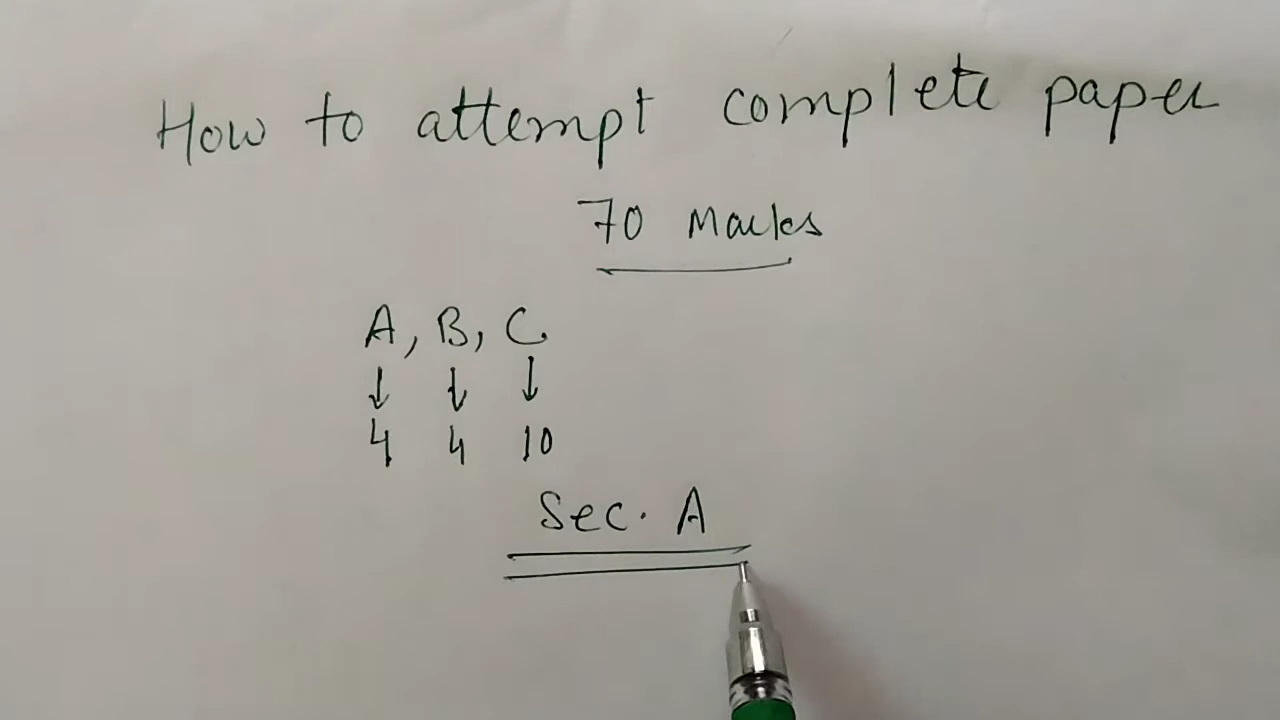 How to attempt complete paper
70 Marks
A, B, C
↓ ↓ ↓
4 4 10
Sec. A